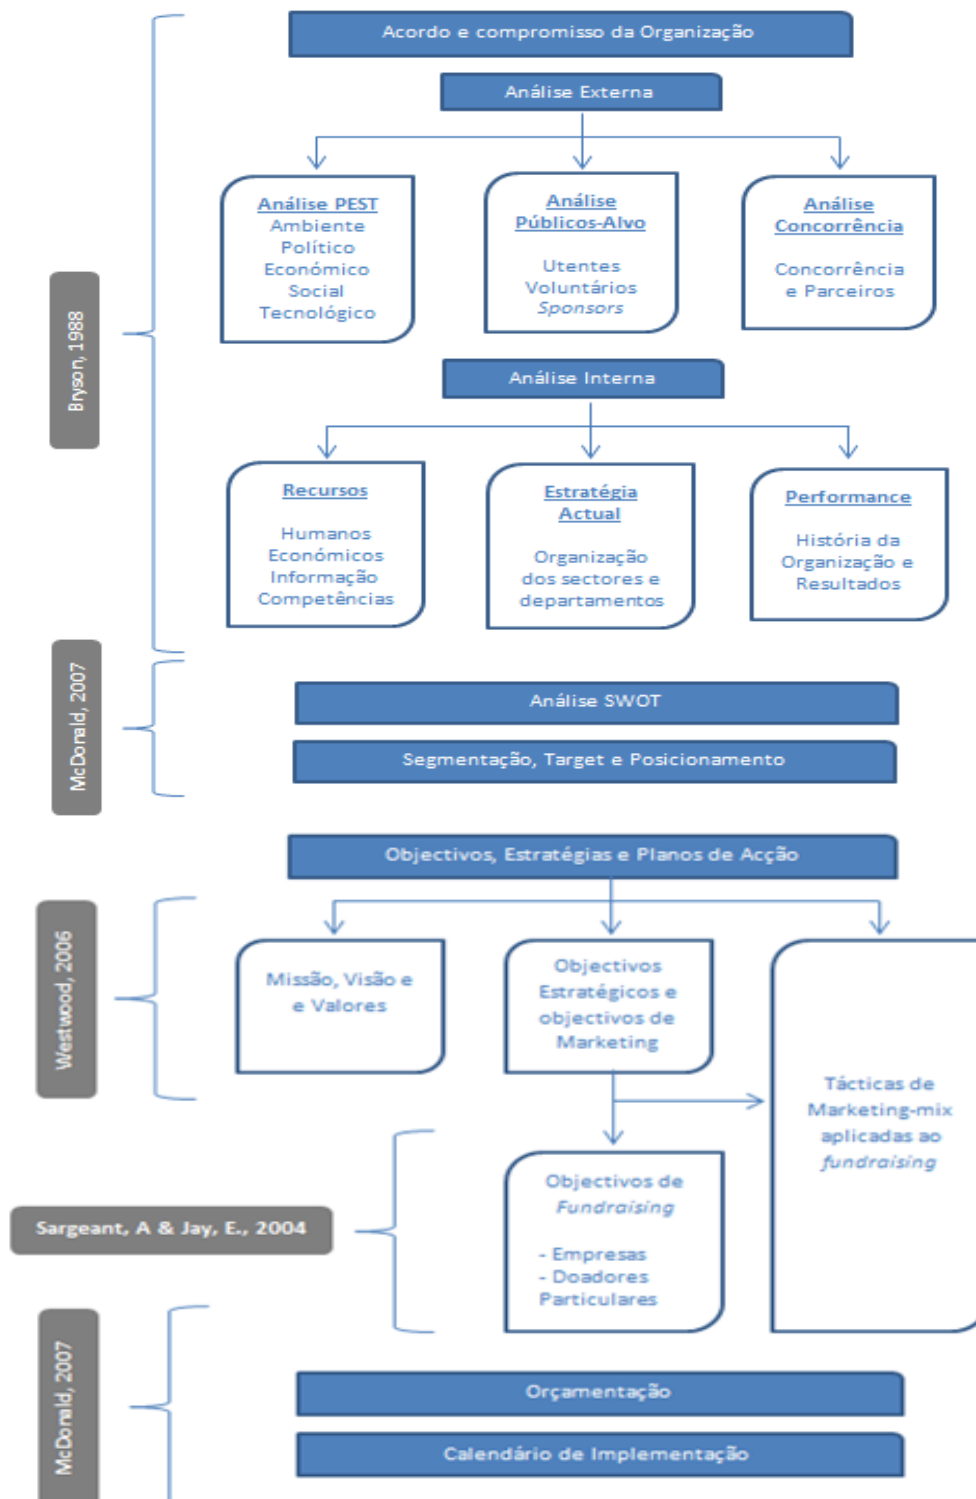 Acordo e compromisso da Organização
Análise Externa
Análise PEST
Ambiente
Político
Económico
Social
Tecnológico
Análise
Públicos-Alvo
Utentes
Voluntários
Sponsors
Análise
Concorrência
Concorrência
e Parceiros
Bryson, 1988
Análise Interna
Recursos
Humanos
Económicos
Informação
Competências
Estratégia
Actual
Organização
dos sectores e
departamentos
Performance
História da
Organização e
Resultados
McDonald, 2007
Análise SWOT
Segmentação, Target e Posicionamento
Objectivos, Estratégias e Planos de Acção
Westwood, 2006
Missão, Visão e
e Valores
Objectivos
Estratégicos e
objectivos de
Marketing
Tácticas de
Marketing-mix
aplicadas ao
fundraising
Sargeant, A & Jay, E., 2004
Objectivos de
Fundraising
- Empresas
- Doadores
Particulares
McDonald, 2007
Orçamentação
Calendário de Implementação